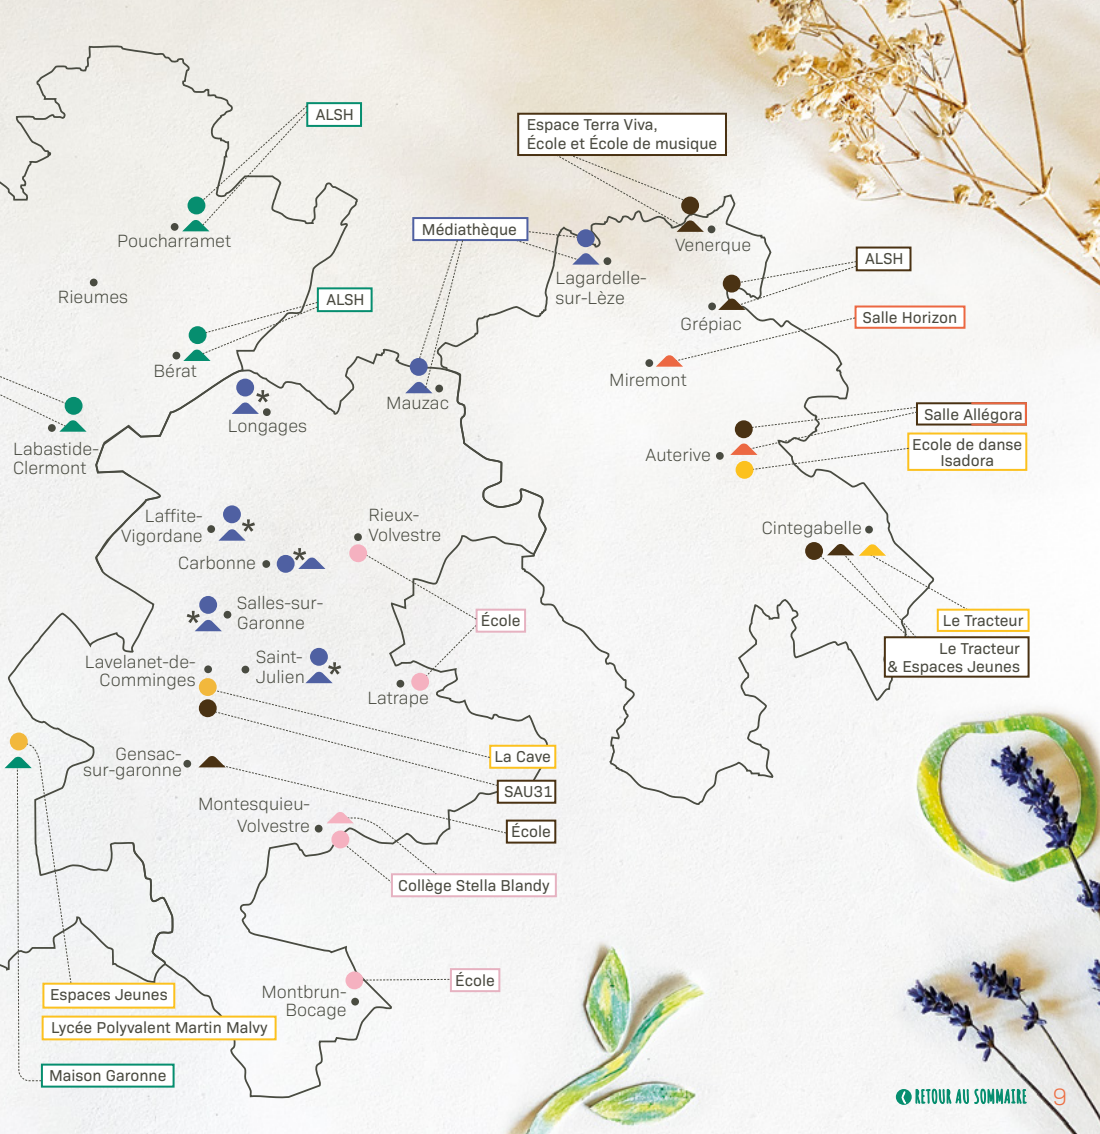 ALSH
Espace Terra Viva,
École et École de musique
Poucharramet
Médiathèque
Venerque
Lagardelle-
sur-Lèze
ALSH
Rieumes
ALSH
Grépiac
Salle Horizon
Bérat
Miremont
Mauzac
Longages
Salle Allégora
Ecole de danse
Isadora
Auterive
Labastide-
Clermont
Laffite-
Vigordane
*
Rieux-
Volvestre
Cintegabelle
Carbonne
*
Salles-sur-
Garonne
*
École
Le Tracteur
Le Tracteur
& Espaces Jeunes
Lavelanet-de-
Comminges
Saint-
Julien
*
Latrape
La Cave
Gensac-
sur-garonne
SAU31
Montesquieu-
Volvestre
École
Collège Stella Blandy
École
Montbrun-
Bocage
Espaces Jeunes
Lycée Polyvalent Martin Malvy
Maison Garonne
RETOUR AU SOMMAIRE
9